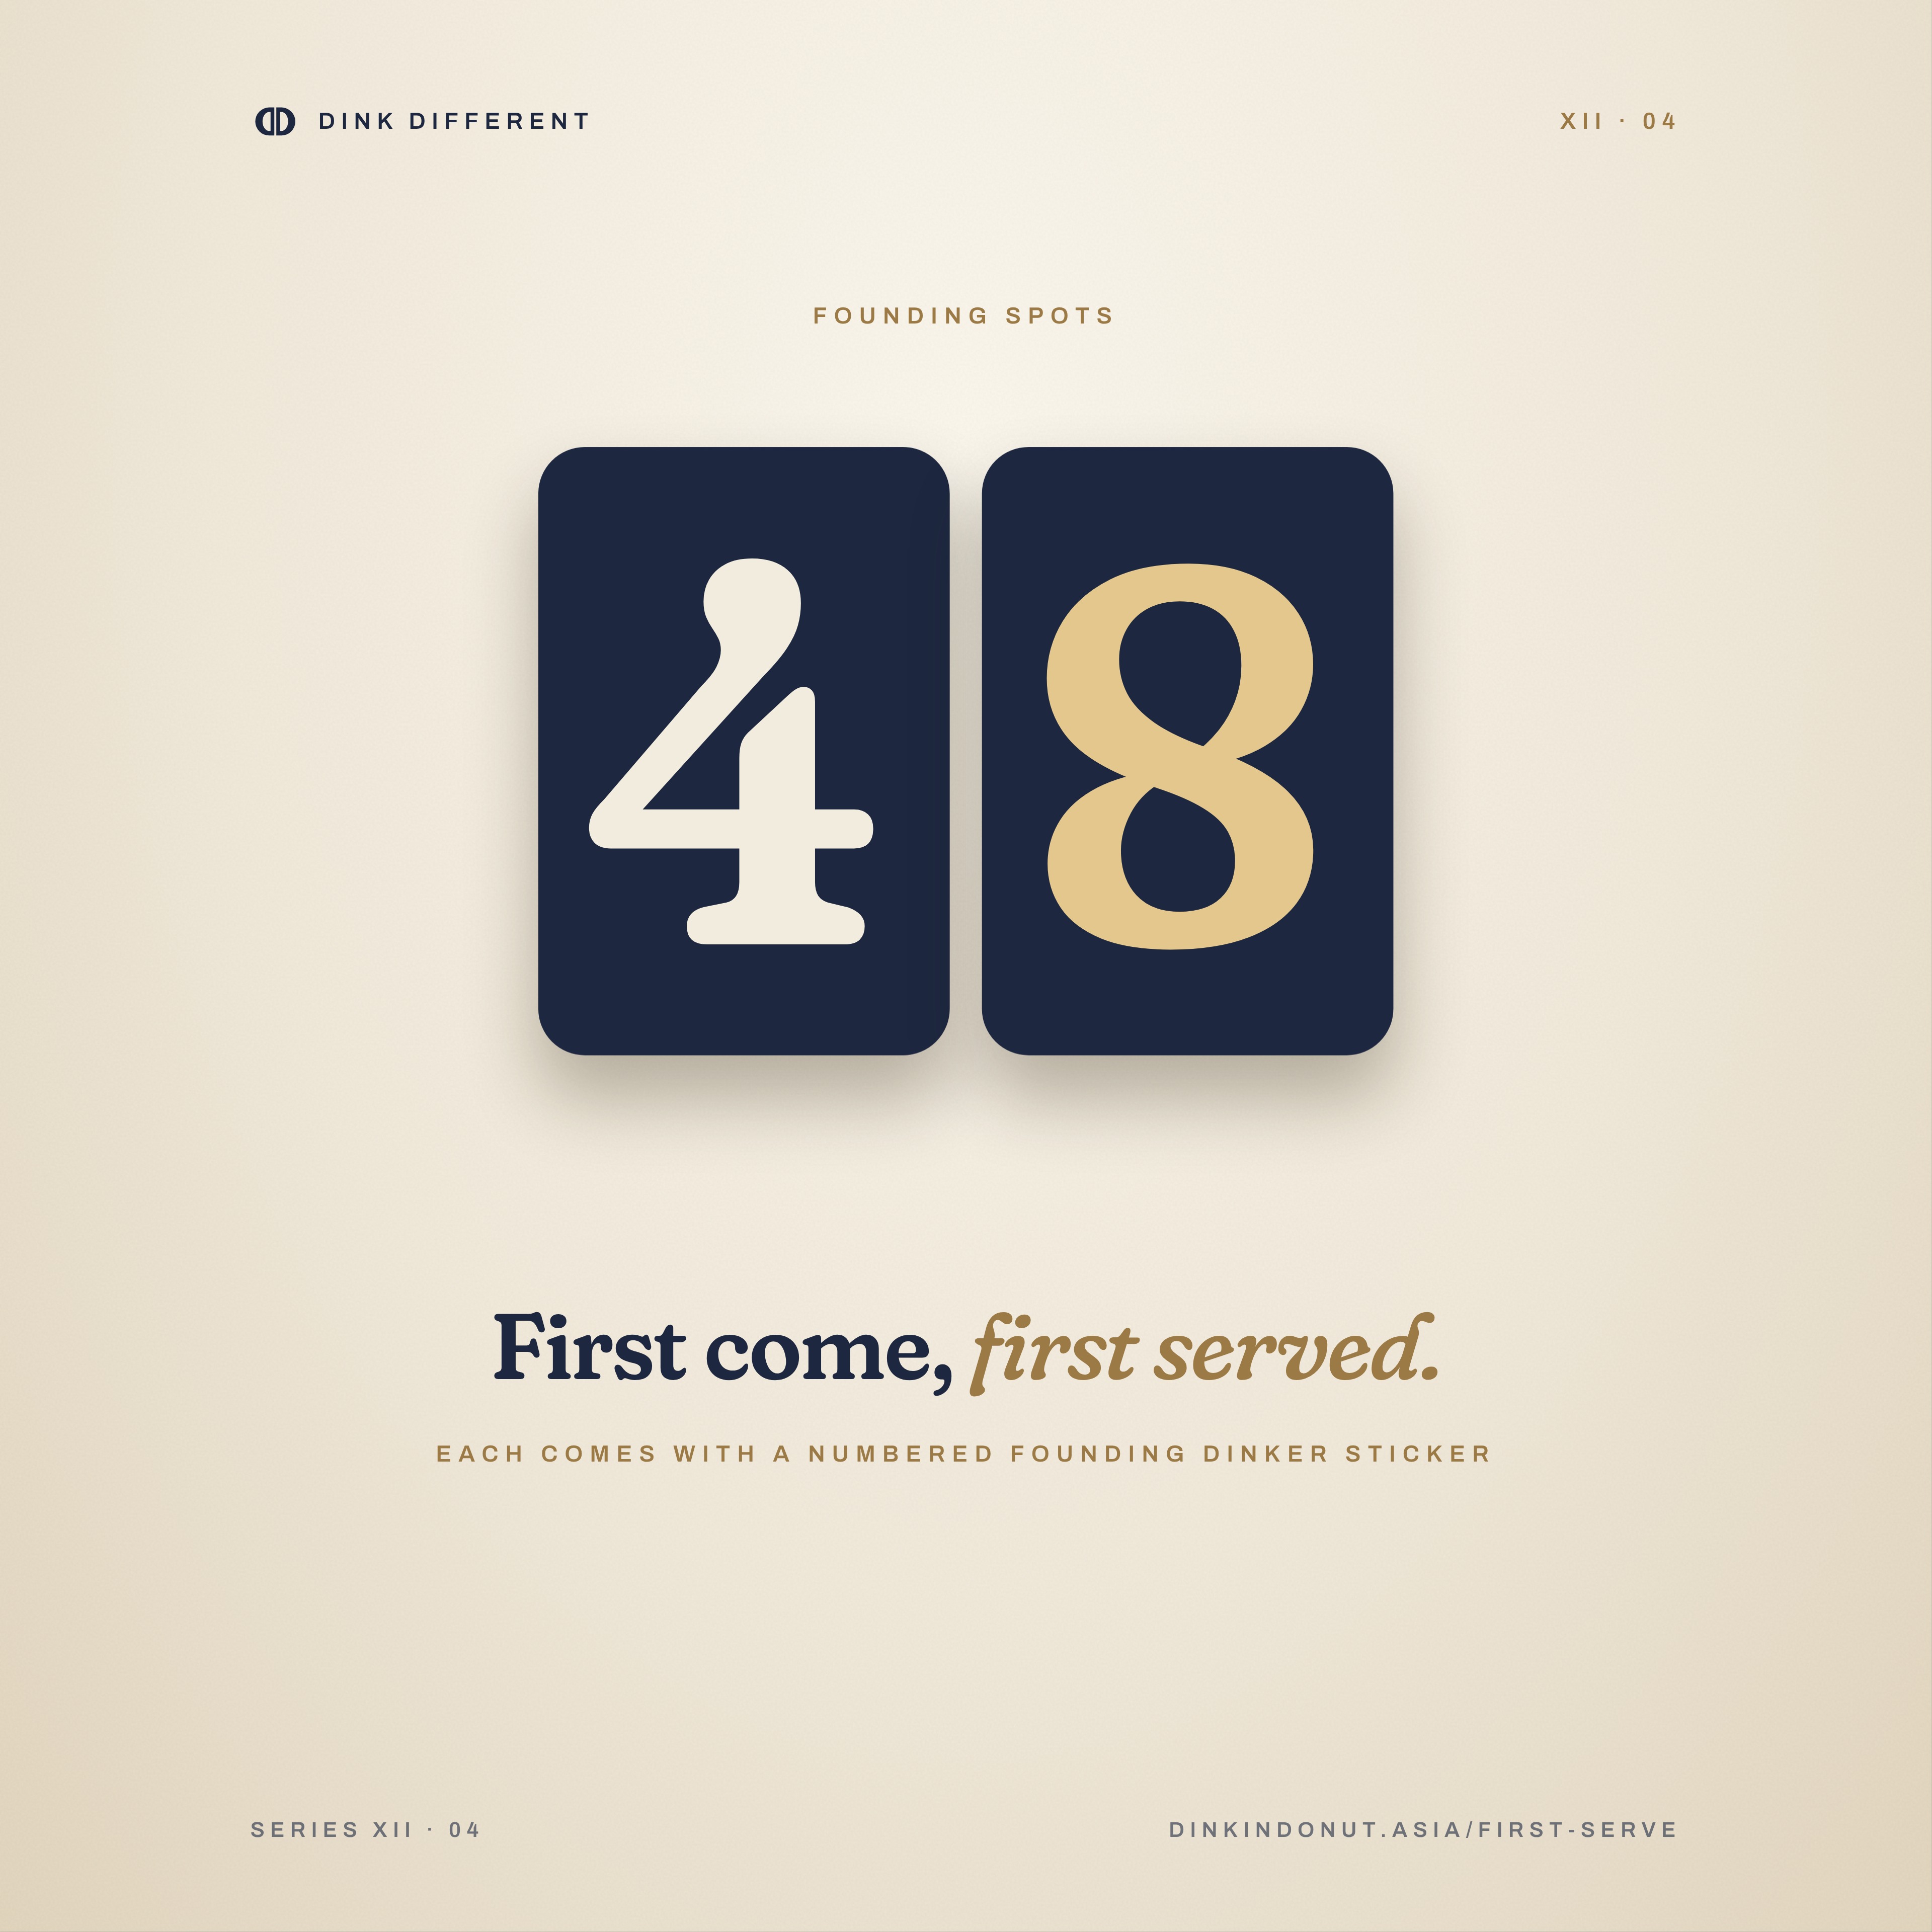 DINK DIFFERENT
XII · 04
FOUNDING SPOTS
48
First come, first served.
EACH COMES WITH A NUMBERED FOUNDING DINKER STICKER
SERIES XII · 04
DINKINDONUT.ASIA/FIRST-SERVE